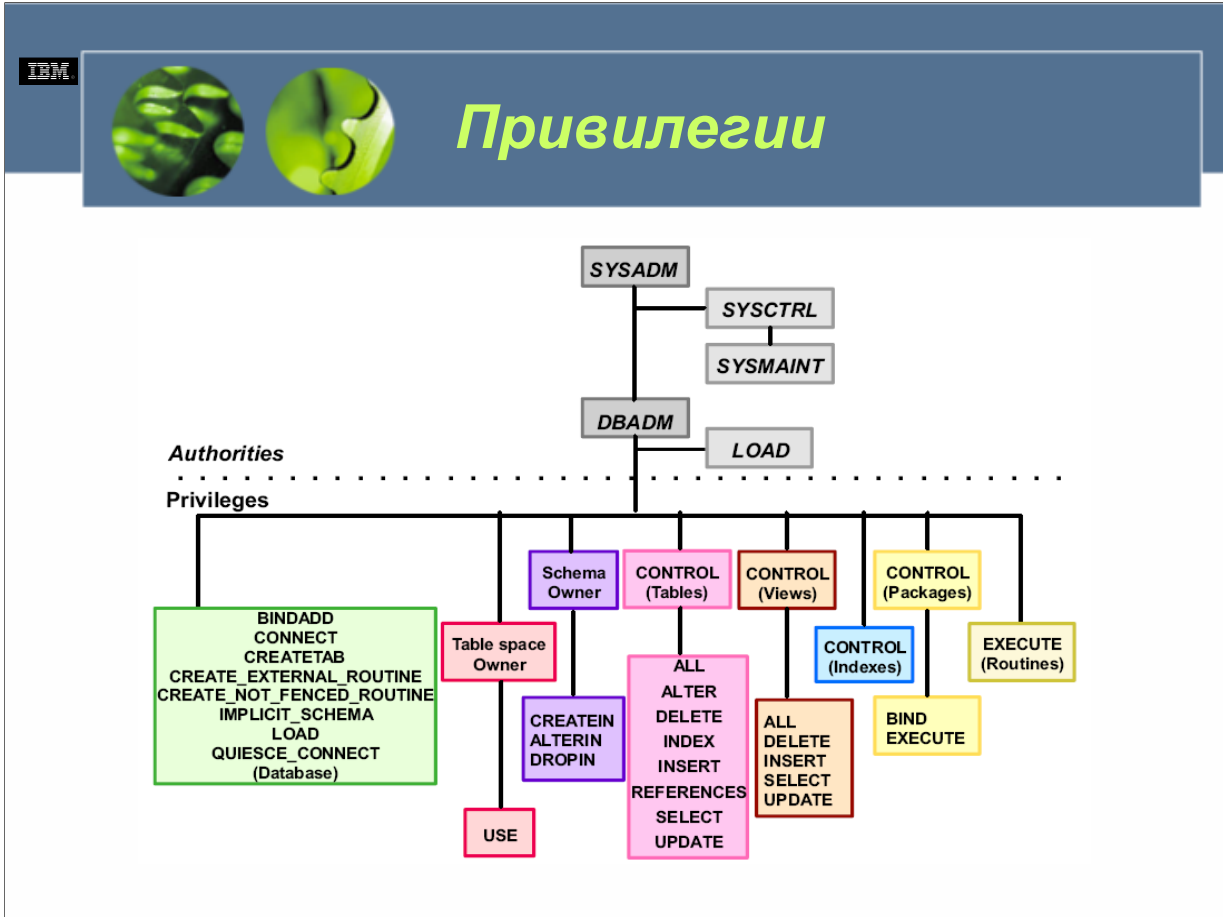 IBM
Привилегии
SYSADM
SYSCTRL
SYSMAINT
DBADM
LOAD
Authorities
Privileges
BINDADD
CONNECT
CREATETAB
CREATE_EXTERNAL_ROUTINE
CREATE_NOT_FENCED_ROUTINE
IMPLICIT_SCHEMA
LOAD
QUIESCE_CONNECT
(Database)
Table space
Owner
USE
Schema
Owner
CREATEIN
ALTERIN
DROPIN
CONTROL
(Tables)
ALL
ALTER
DELETE
INDEX
INSERT
REFERENCES
SELECT
UPDATE
CONTROL
(Views)
ALL
DELETE
INSERT
SELECT
UPDATE
CONTROL
(Indexes)
CONTROL
(Packages)
BIND
EXECUTE
EXECUTE
(Routines)